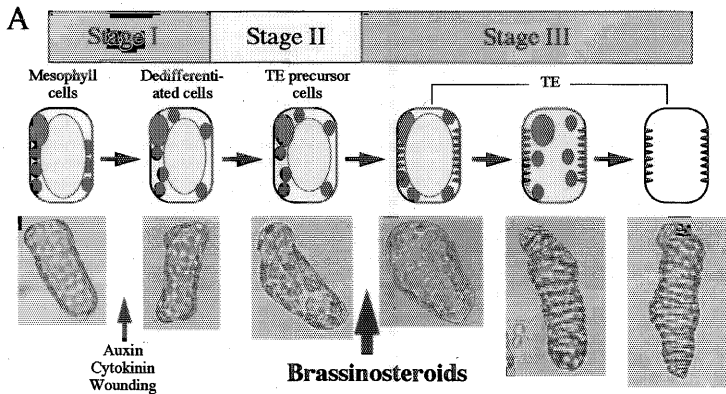 A
Stage I
Stage II
Stage III
Mesophyll
cells
Dedifferenti-
ated cells
TE precursor
cells
TE
Auxin
Cytokinin
Wounding
Brassinosteroids